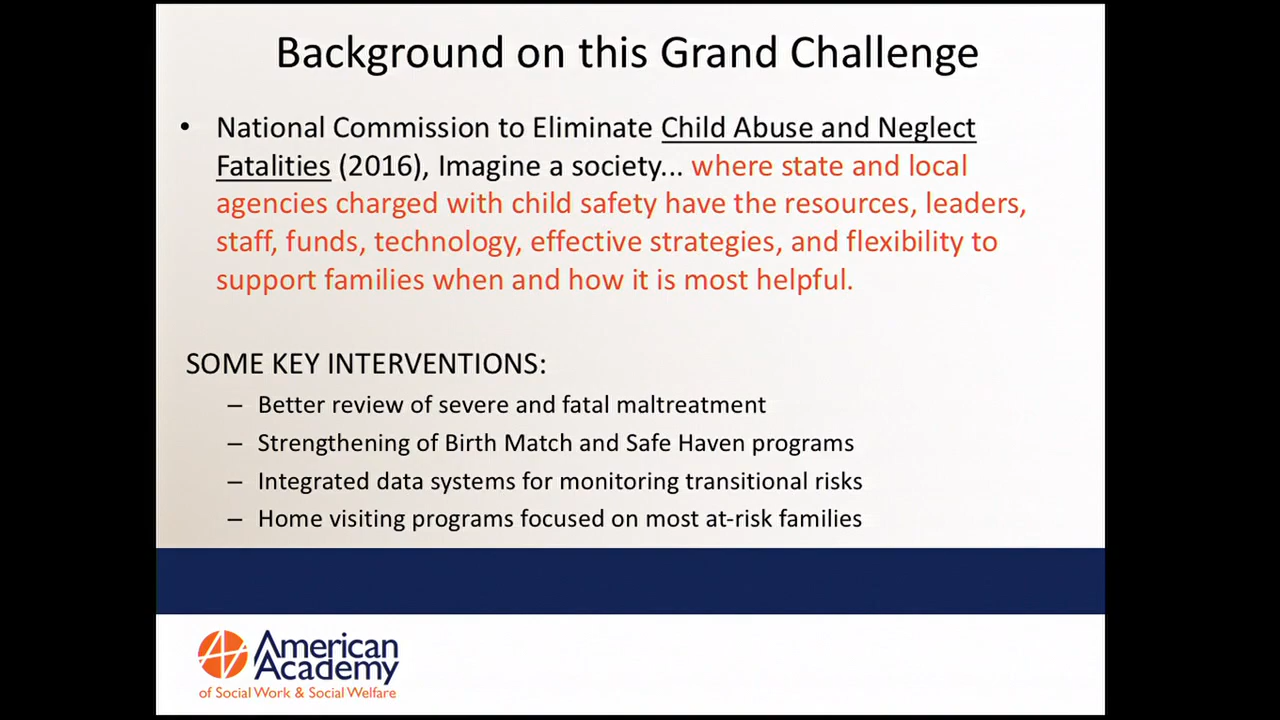 Background on this Grand Challenge
• National Commission to Eliminate Child Abuse and Neglect
Fatalities (2016), Imagine a society... where state and local
agencies charged with child safety have the resources, leaders,
staff, funds, technology, effective strategies, and flexibility to
support families when and how it is most helpful.
SOME KEY INTERVENTIONS:
– Better review of severe and fatal maltreatment
– Strengthening of Birth Match and Safe Haven programs
– Integrated data systems for monitoring transitional risks
– Home visiting programs focused on most at-risk families
American
Academy
of Social Work & Social Welfare